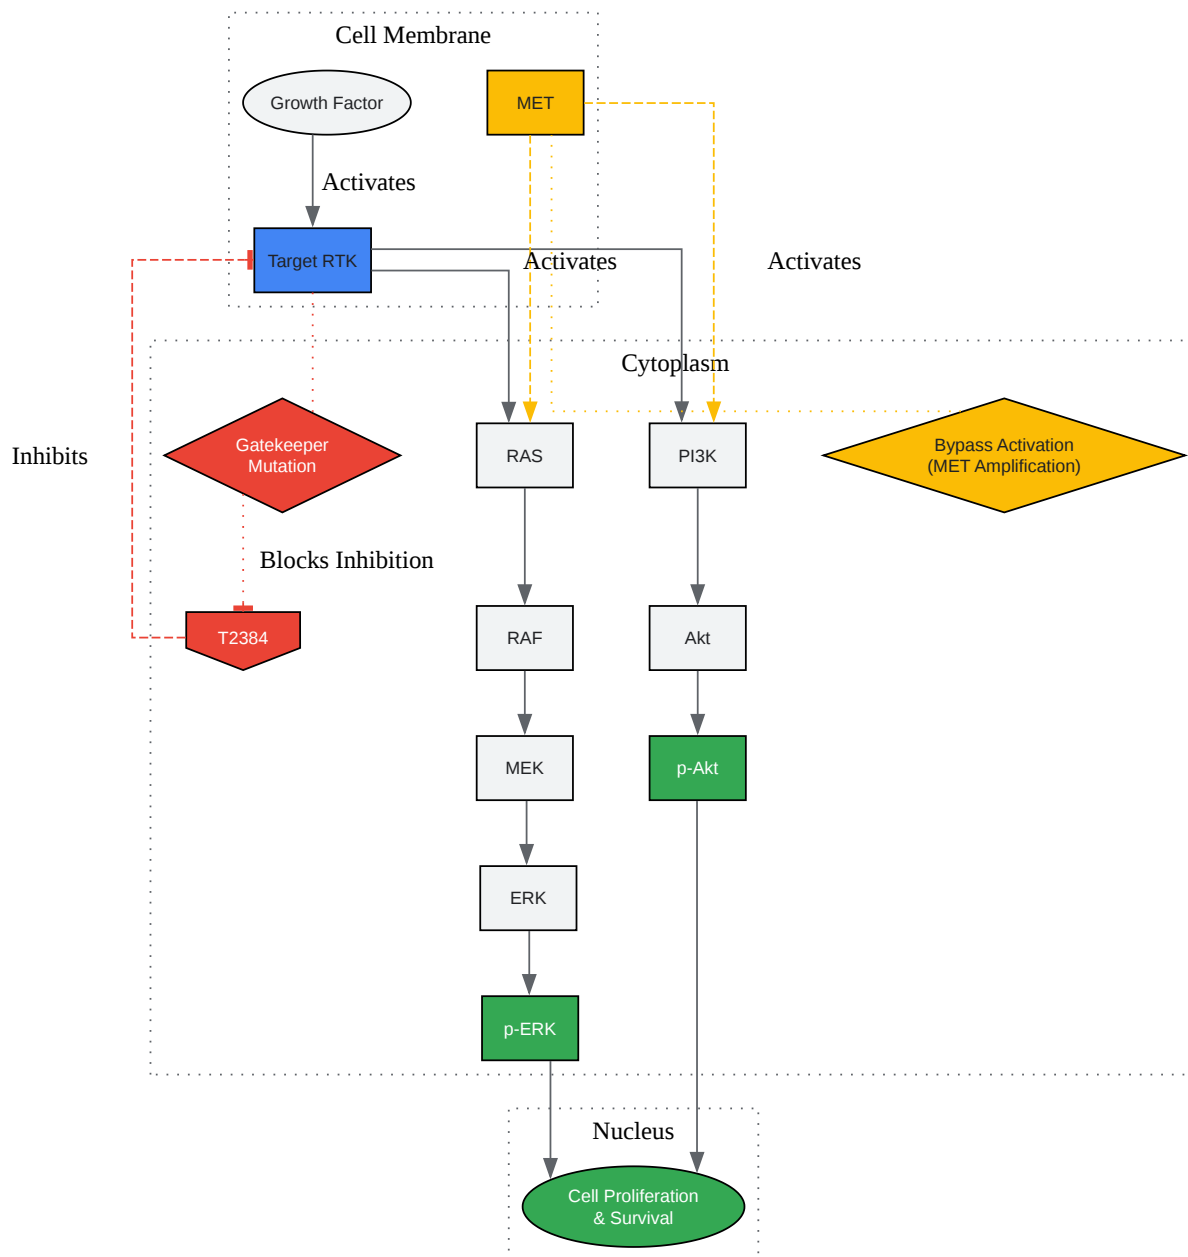 Cell Membrane
Growth Factor
MET
Activates
Target RTK
Activates
Activates
Cytoplasm
Inhibits
Gatekeeper
Mutation
RAS
PI3K
Bypass Activation
(MET Amplification)
Blocks Inhibition
T2384
RAF
Akt
MEK
p-Akt
ERK
p-ERK
Nucleus
Cell Proliferation
& Survival